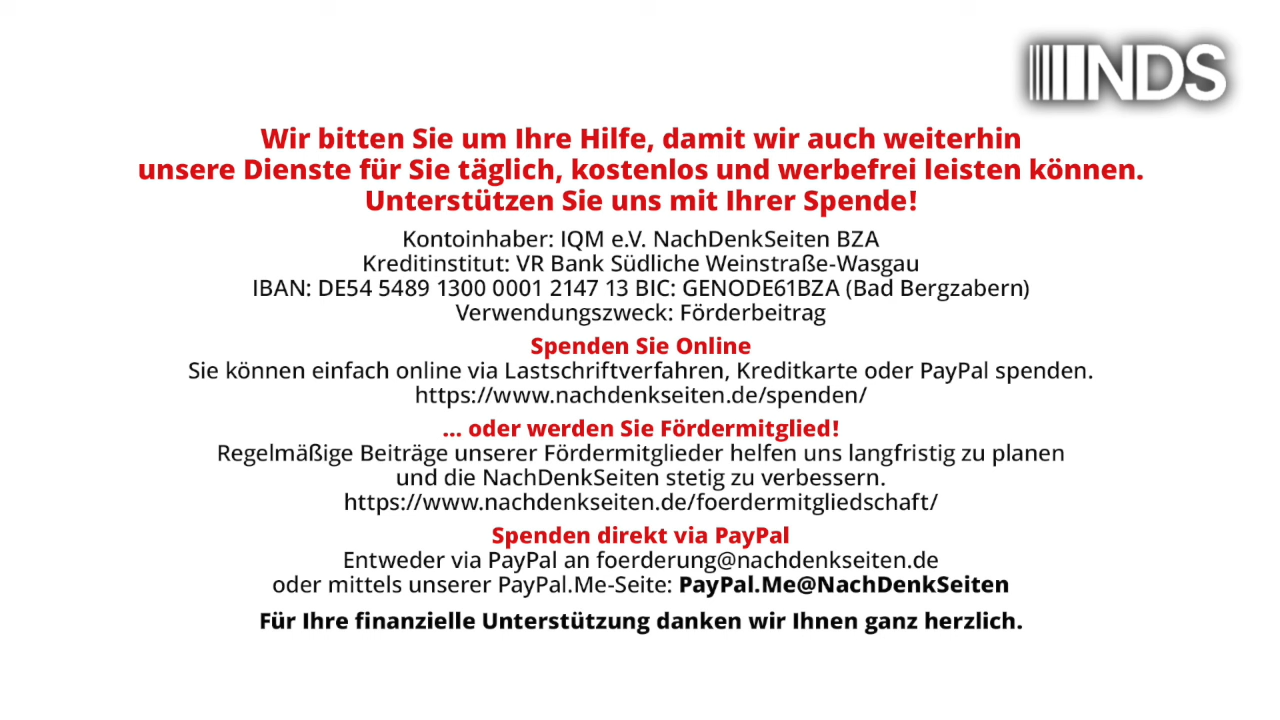 NDS
Wir bitten Sie um Ihre Hilfe, damit wir auch weiterhin
unsere Dienste für Sie täglich, kostenlos und werbefrei leisten können.
Unterstützen Sie uns mit Ihrer Spende!
Kontoinhaber: IQM e.V. NachDenkSeiten BZA
Kreditinstitut: VR Bank Südliche Weinstraße-Wasgau
IBAN: DE54 5489 1300 0001 2147 13 BIC: GENODE61BZA (Bad Bergzabern)
Verwendungszweck: Förderbeitrag
Spenden Sie Online
Sie können einfach online via Lastschriftverfahren, Kreditkarte oder PayPal spenden.
https://www.nachdenkseiten.de/spenden/
... oder werden Sie Fördermitglied!
Regelmäßige Beiträge unserer Fördermitglieder helfen uns langfristig zu planen
und die NachDenkSeiten stetig zu verbessern.
https://www.nachdenkseiten.de/foerdermitgliedschaft/
Spenden direkt via PayPal
Entweder via PayPal an foerderung@nachdenkseiten.de
oder mittels unserer PayPal.Me-Seite: PayPal.Me@NachDenkSeiten
Für Ihre finanzielle Unterstützung danken wir Ihnen ganz herzlich.